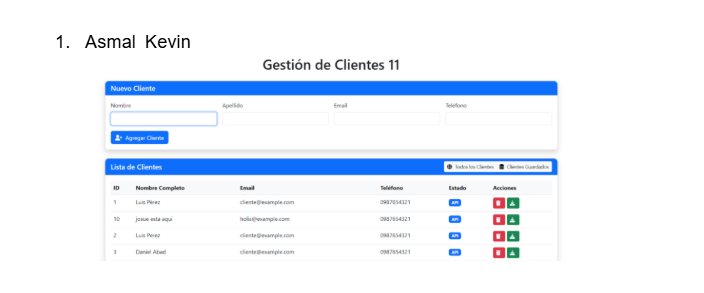 1. Asmal Kevin
Gestión de Clientes 11
Nuevo Cliente
Nombre Apellido Email Teléfono
Agregar Cliente
Lista de Clientes Todos los Clientes Clientes Guardados
ID Nombre Completo Email Teléfono Estado Acciones
1 Luis Perez cliente@example.com 0987654321 API
10 josue esta aqui hola@example.com 0987654321 API
2 Luis Perez cliente@example.com 0987654321 API
3 Daniel Abad cliente@example.com 0987654321 API